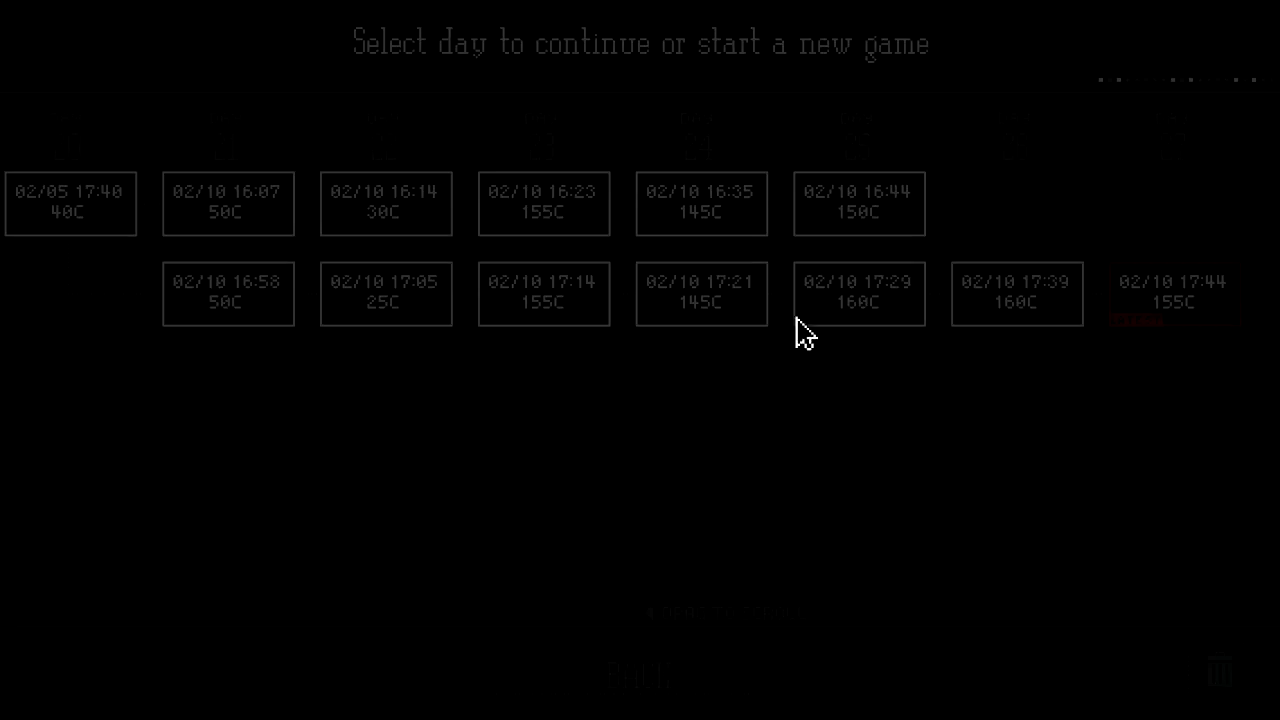 Select day to continue or start a new game
02/05 17:40
40C
02/10 16:07
50C
02/10 16:14
30C
02/10 16:23
155C
02/10 16:35
145C
02/10 16:44
150C
02/10 16:58
50C
02/10 17:05
25C
02/10 17:14
155C
02/10 17:21
145C
02/10 17:29
160C
02/10 17:39
160C
02/10 17:44
155C